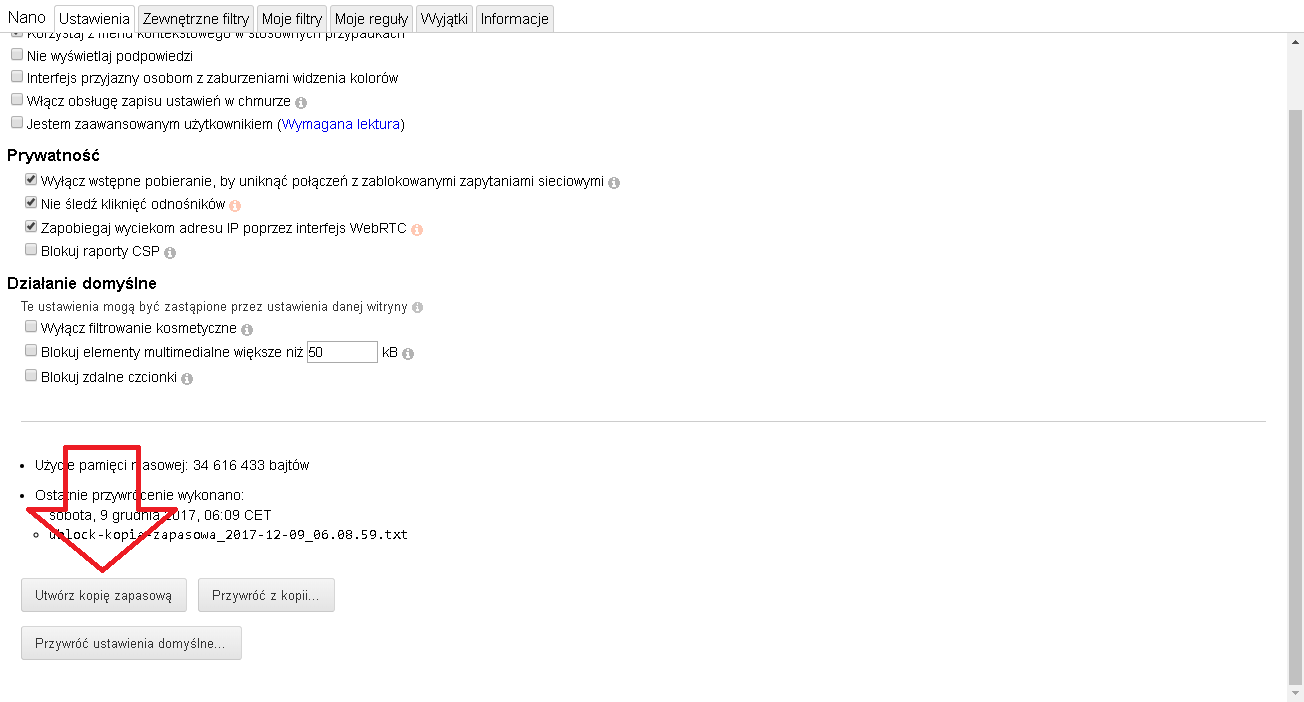 Nano Ustawienia Zewnętrzne filtry Moje filtry Moje reguły Wyjątki Informacje
Korzystaj z menu kontekstowego w stosownych przypadkach
Nie wyświetlaj podpowiedzi
Interfejs przyjazny osobom z zaburzeniami widzenia kolorów
Włącz obsługę zapisu ustawień w chmurze
Jestem zaawansowanym użytkownikiem (Wymagana lektura)
Prywatność
Wyłącz wstępne pobieranie, by uniknąć połączeń z zablokowanymi zapytaniami sieciowymi
Nie śledź kliknięć odnośników
Zapobiegaj wyciekom adresu IP poprzez interfejs WebRTC
Blokuj raporty CSP
Działanie domyślne
Te ustawienia mogą być zastąpione przez ustawienia danej witryny
Wyłącz filtrowanie kosmetyczne
Blokuj elementy multimedialne większe niż 50 kB
Blokuj zdalne czcionki
Użycie pamięci masowej: 34 616 433 bajtów
Ostatnie przywrócenie wykonano:
sobota, 9 grudnia 2017, 06:09 CET
ublock-kopia-zapasowa_2017-12-09_06.08.59.txt
Utwórz kopię zapasową Przywróć z kopii...
Przywróć ustawienia domyślne...